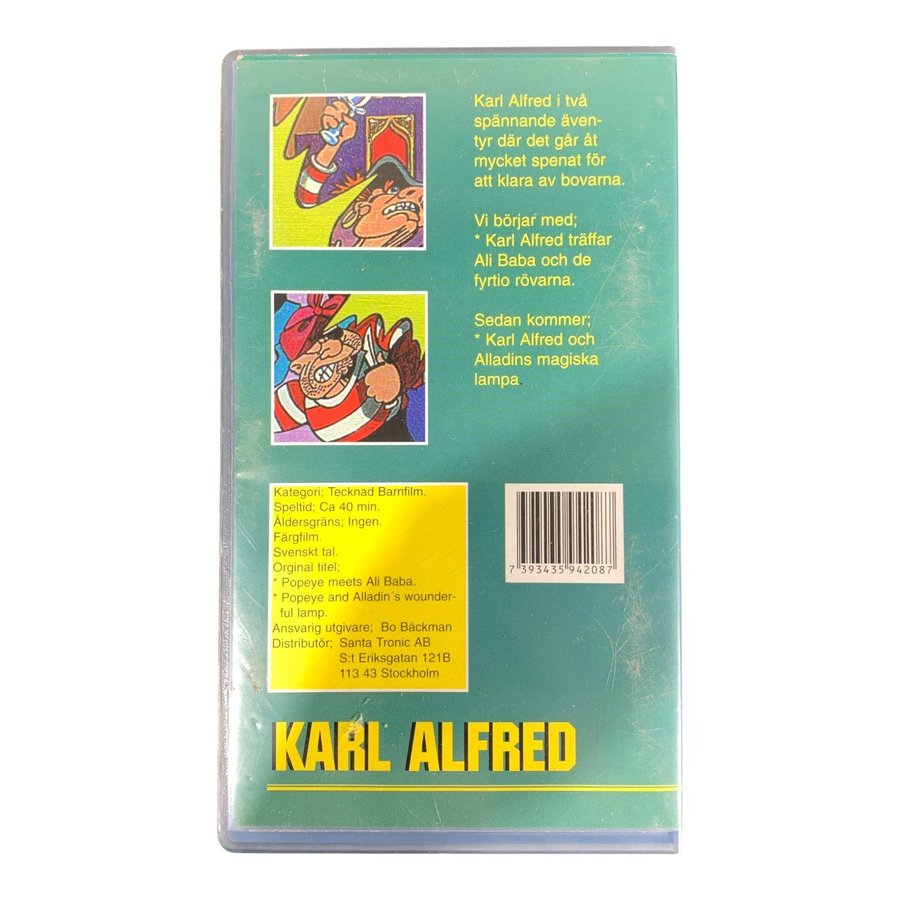 Karl Alfred i två
spännande även-
tyr där det går åt
mycket spenat för
att klara av bovarna.
Vi börjar med;
* Karl Alfred träffar
Ali Baba och de
fyrtio rövarna.
Sedan kommer;
* Karl Alfred och
Alladins magiska
lampa.
Kategori; Tecknad Barnfilm.
Speltid; Ca 40 min.
Åldersgräns; Ingen.
Färgfilm.
Svenskt tal.
Orginal titel;
* Popeye meets Ali Baba.
* Popeye and Alladin´s wounder-
ful lamp.
Ansvarig utgivare; Bo Bäckman
Distributör; Santa Tronic AB
S:t Eriksgatan 121B
113 43 Stockholm
7 393435 942087
KARL ALFRED